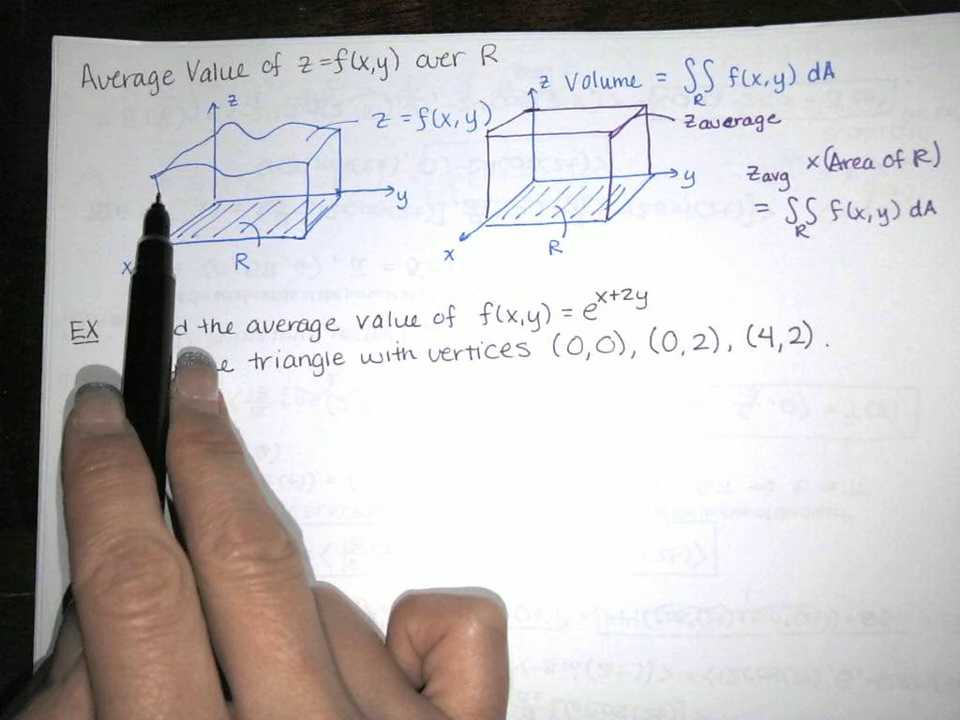 Average Value of z=f(x,y) over R
z
z = f(x,y)
y
x
R
z Volume = ∬ f(x,y) dA
R
z average
y
x
R
z avg x (Area of R)
= ∬ f(x,y) dA
R
EX d the average value of f(x,y) = e^x+2y
triangle with vertices (0,0), (0,2), (4,2).